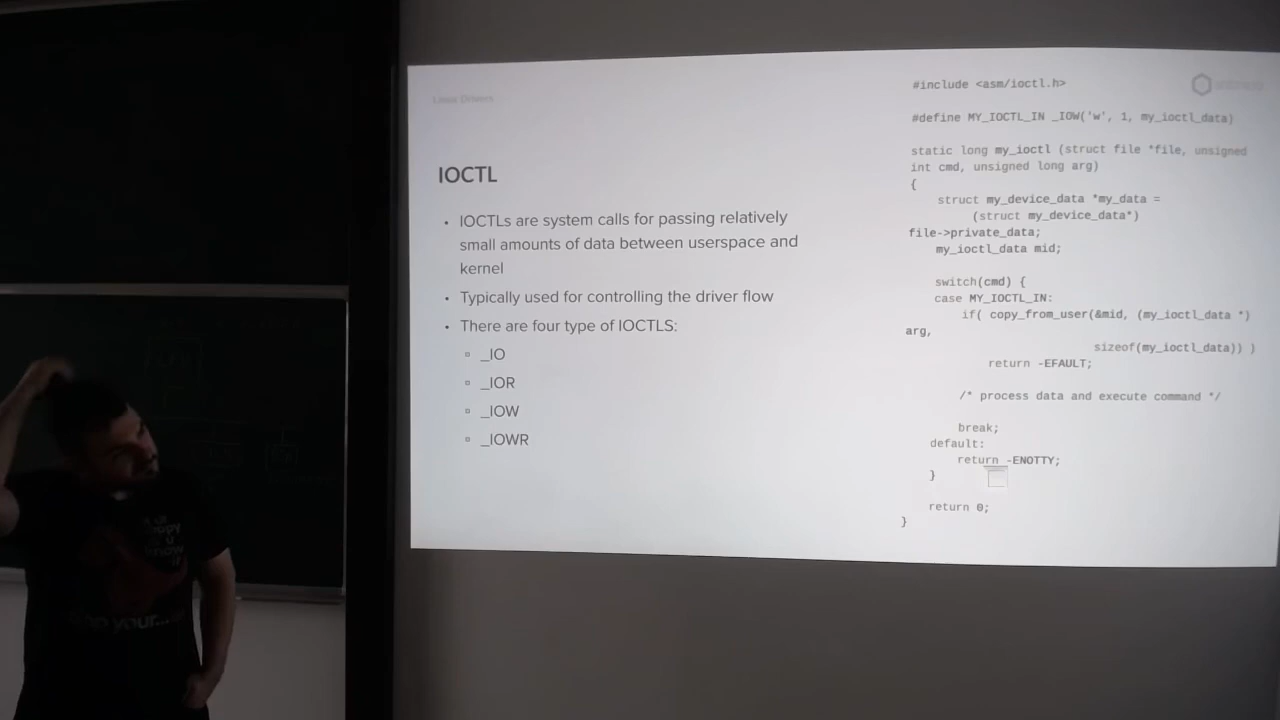 Linux Drivers
IOCTL
• IOCTLs are system calls for passing relatively
small amounts of data between userspace and
kernel
• Typically used for controlling the driver flow
• There are four type of IOCTLS:
▫ _IO
▫ _IOR
▫ _IOW
▫ _IOWR
#include <asm/ioctl.h>
#define MY_IOCTL_IN _IOW('w', 1, my_ioctl_data)
static long my_ioctl (struct file *file, unsigned
int cmd, unsigned long arg)
{
struct my_device_data *my_data =
(struct my_device_data*)
file->private_data;
my_ioctl_data mid;
switch(cmd) {
case MY_IOCTL_IN:
if( copy_from_user(&mid, (my_ioctl_data *)
arg,
sizeof(my_ioctl_data)) )
return -EFAULT;
/* process data and execute command */
break;
default:
return -ENOTTY;
}
return 0;
}
your...